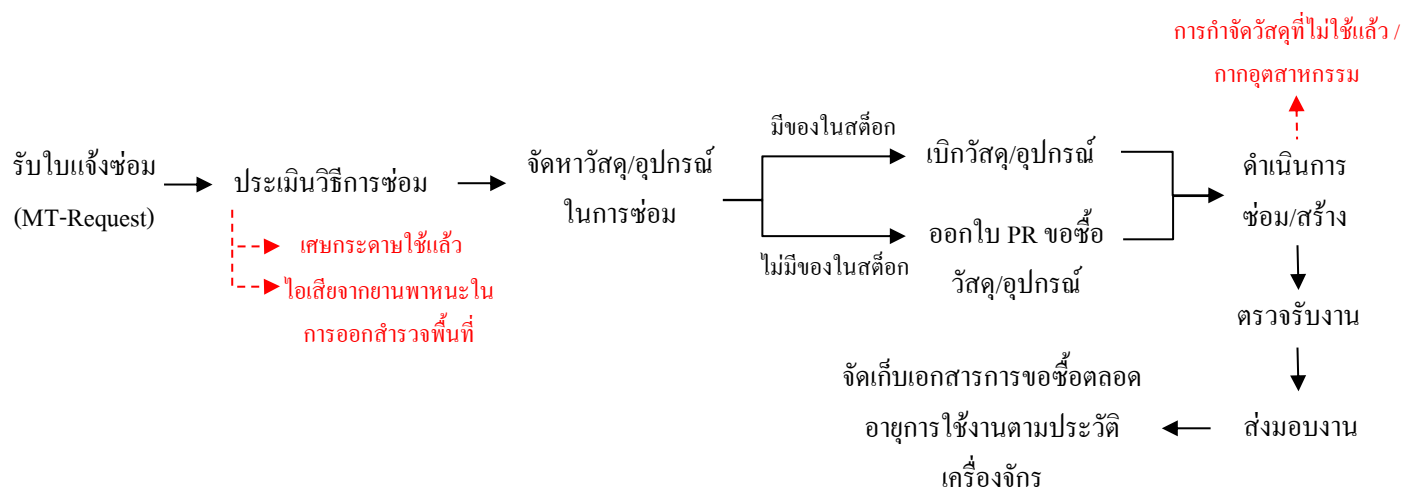 การกำจัดวัสดุที่ไม่ใช้แล้ว /
กากอุตสาหกรรม
รับใบแจ้งซ่อม
(MT-Request)
ประเมินวิธีการซ่อม
เศษกระดาษใช้แล้ว
ไอเสียจากยานพาหนะใน
การออกสำรวจพื้นที่
จัดหาวัสดุ/อุปกรณ์
ในการซ่อม
มีของในสต็อก
ไม่มีของในสต็อก
เบิกวัสดุ/อุปกรณ์
ออกใบ PR ขอซื้อ
วัสดุ/อุปกรณ์
ดำเนินการ
ซ่อม/สร้าง
ตรวจรับงาน
ส่งมอบงาน
จัดเก็บเอกสารการขอซื้อตลอด
อายุการใช้งานตามประวัติ
เครื่องจักร